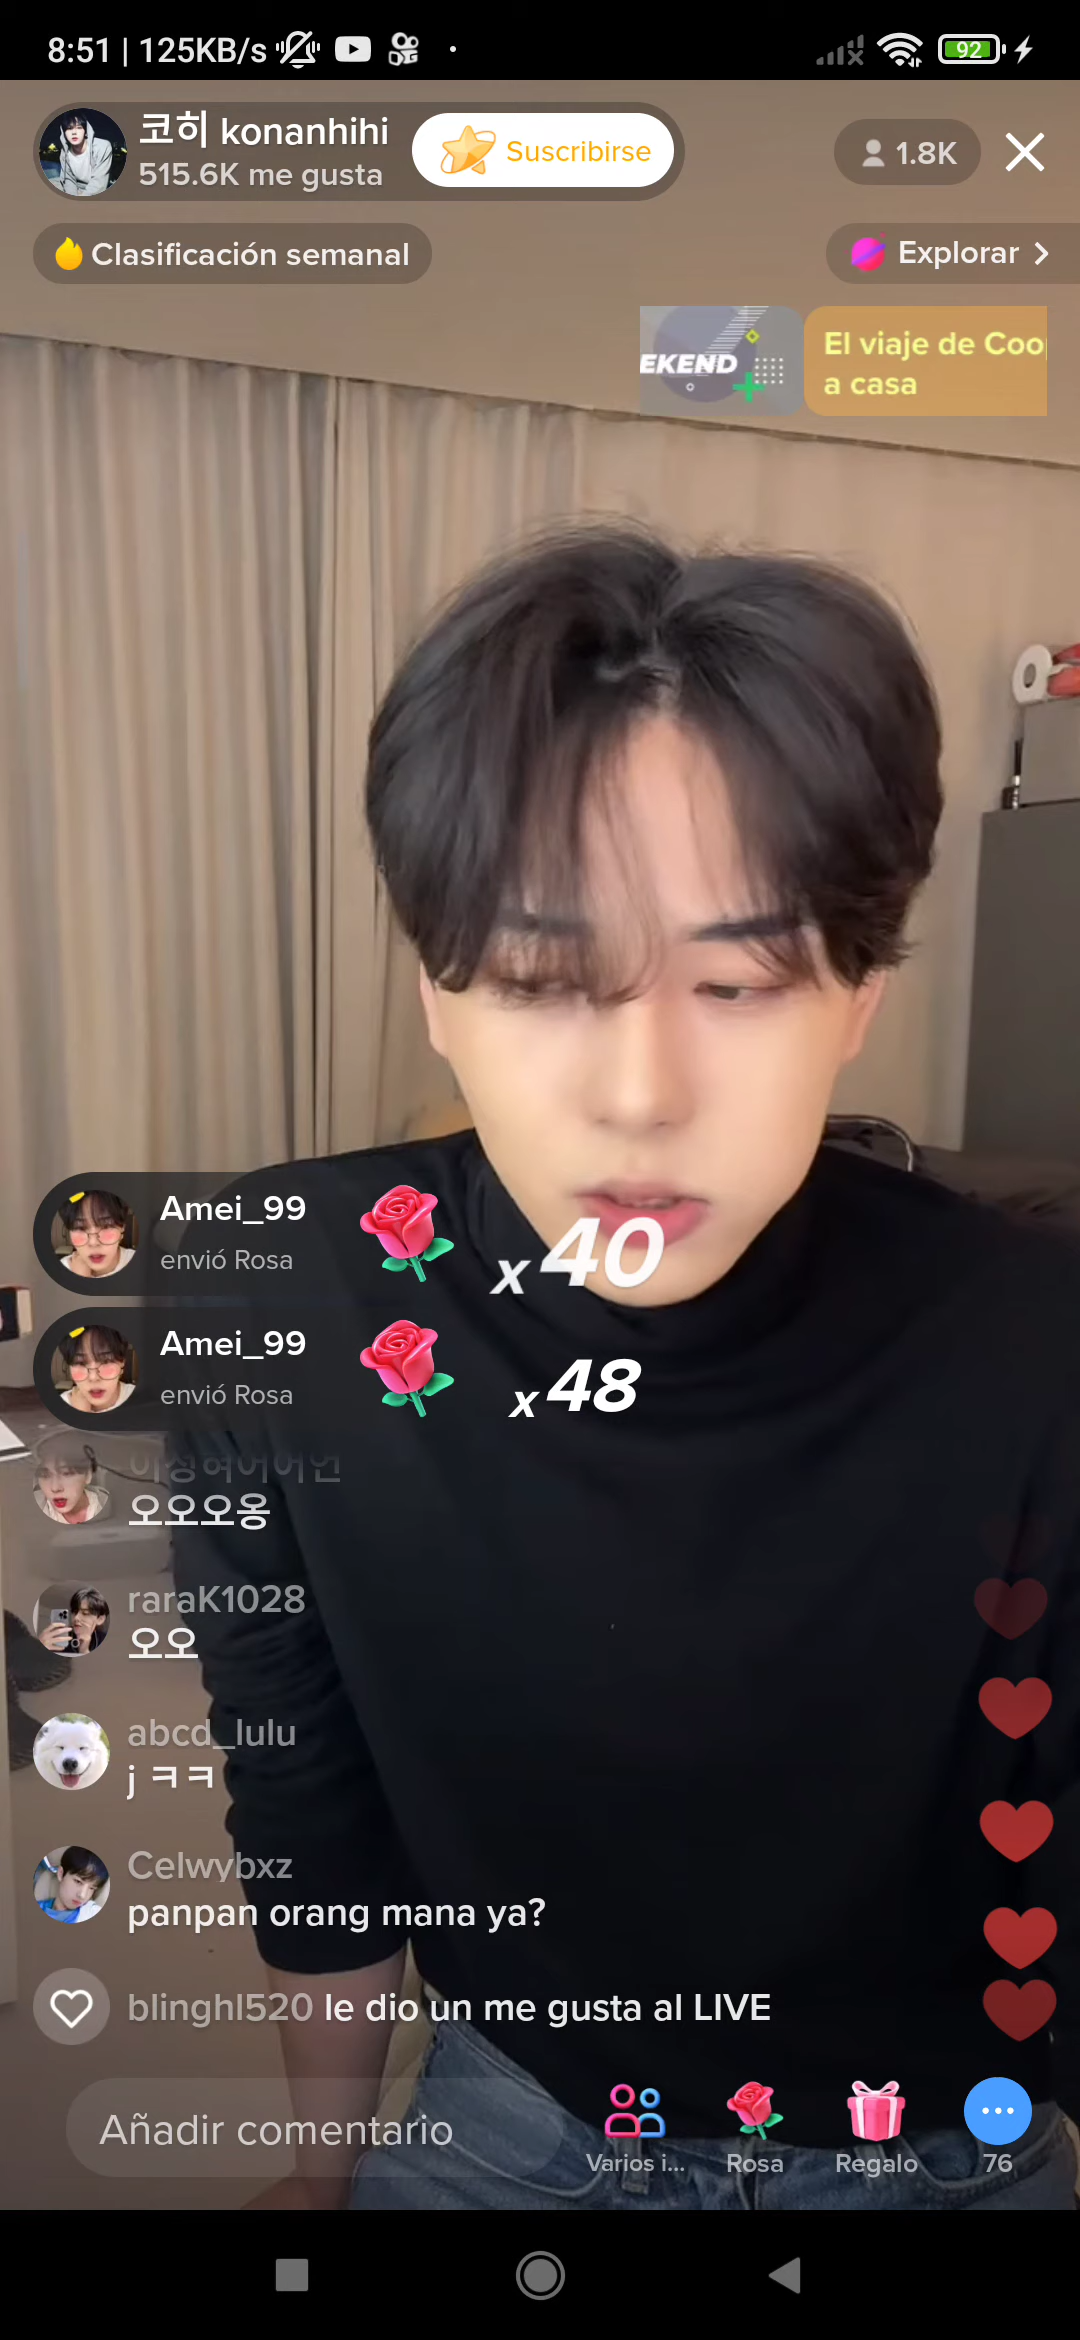 8:51 | 125KB/s
92
코히 konanhihi
515.6K me gusta
Suscribirse
1.8K
Clasificación semanal
Explorar
EKEND
El viaje de Coo
a casa
Amei_99
envió Rosa
x 40
Amei_99
envió Rosa
x 48
오오오옹
raraK1028
오오
abcd_lulu
j ㅋㅋ
Celwybxz
panpan orang mana ya?
blinghl520 le dio un me gusta al LIVE
Añadir comentario
Varios i...
Rosa
Regalo
76